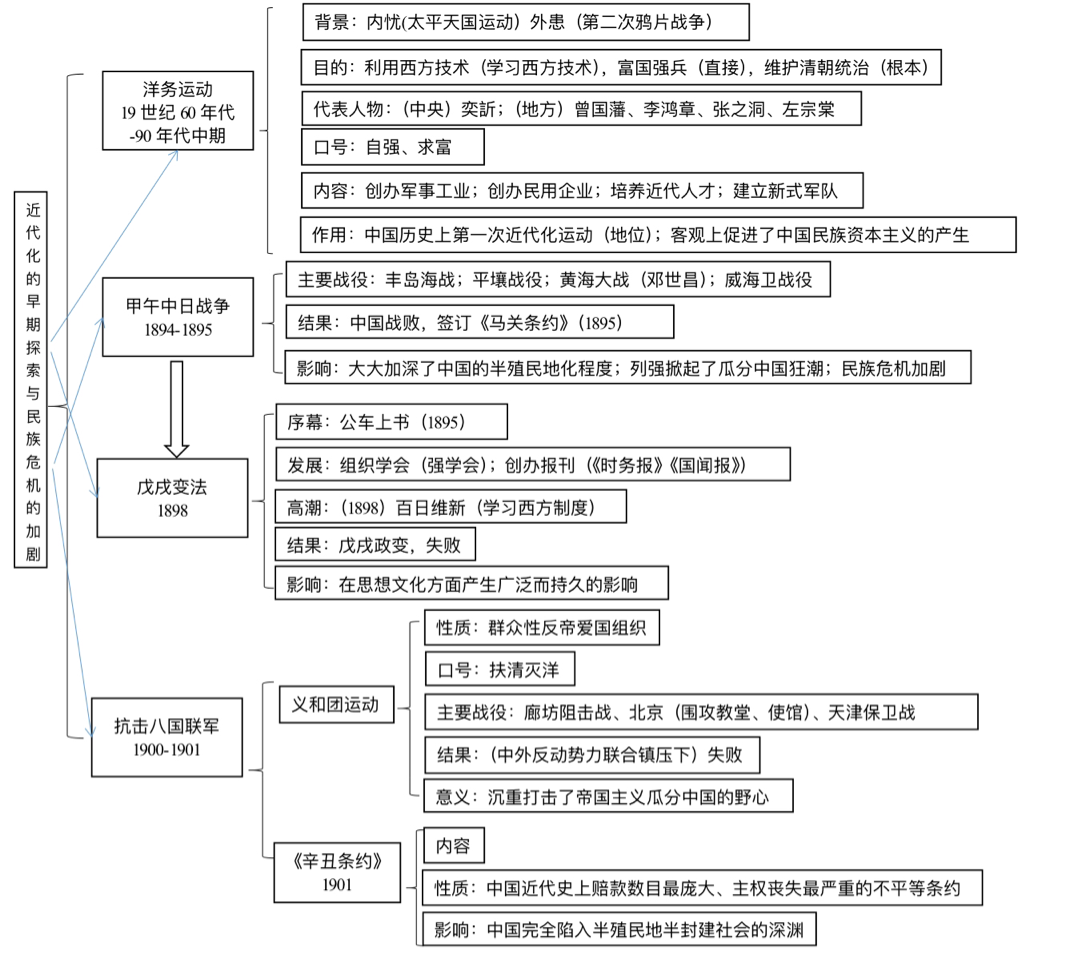 近代化的早期探索与民族危机的加剧
洋务运动
19 世纪 60 年代
-90 年代中期
背景：内忧(太平天国运动）外患（第二次鸦片战争）
目的：利用西方技术（学习西方技术），富国强兵（直接），维护清朝统治（根本）
代表人物：（中央）奕訢；（地方）曾国藩、李鸿章、张之洞、左宗棠
口号：自强、求富
内容：创办军事工业；创办民用企业；培养近代人才；建立新式军队
作用：中国历史上第一次近代化运动（地位）；客观上促进了中国民族资本主义的产生
甲午中日战争
1894-1895
主要战役：丰岛海战；平壤战役；黄海大战（邓世昌）；威海卫战役
结果：中国战败，签订《马关条约》（1895）
影响：大大加深了中国的半殖民地化程度；列强掀起了瓜分中国狂潮；民族危机加剧
戊戌变法
1898
序幕：公车上书（1895）
发展：组织学会（强学会）；创办报刊（《时务报》《国闻报》）
高潮：（1898）百日维新（学习西方制度）
结果：戊戌政变，失败
影响：在思想文化方面产生广泛而持久的影响
抗击八国联军
1900-1901
义和团运动
性质：群众性反帝爱国组织
口号：扶清灭洋
主要战役：廊坊阻击战、北京（围攻教堂、使馆）、天津保卫战
结果：（中外反动势力联合镇压下）失败
意义：沉重打击了帝国主义瓜分中国的野心
《辛丑条约》
1901
内容
性质：中国近代史上赔款数目最庞大、主权丧失最严重的不平等条约
影响：中国完全陷入半殖民地半封建社会的深渊